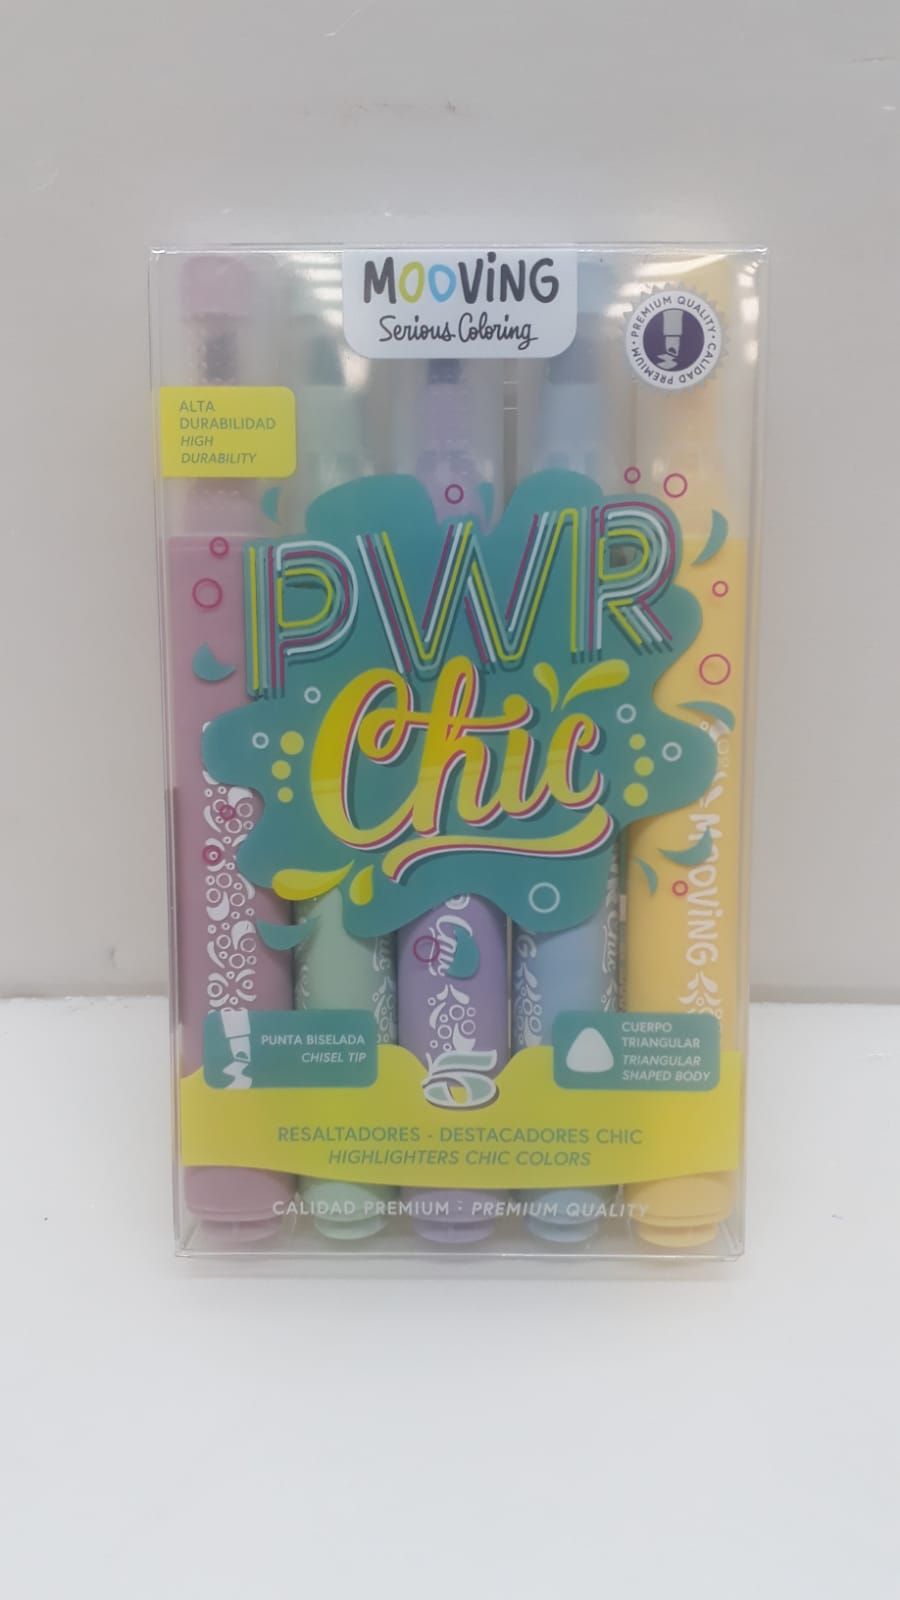 MOOVING
Serious Coloring
PREMIUM QUALITY · CALIDAD PREMIUM ·
ALTA
DURABILIDAD
HIGH
DURABILITY
PWR
Chic
MOOVING
Chic
PUNTA BISELADA
CHISEL TIP
CUERPO
TRIANGULAR
TRIANGULAR
SHAPED BODY
RESALTADORES - DESTACADORES CHIC
HIGHLIGHTERS CHIC COLORS
CALIDAD PREMIUM · PREMIUM QUALITY